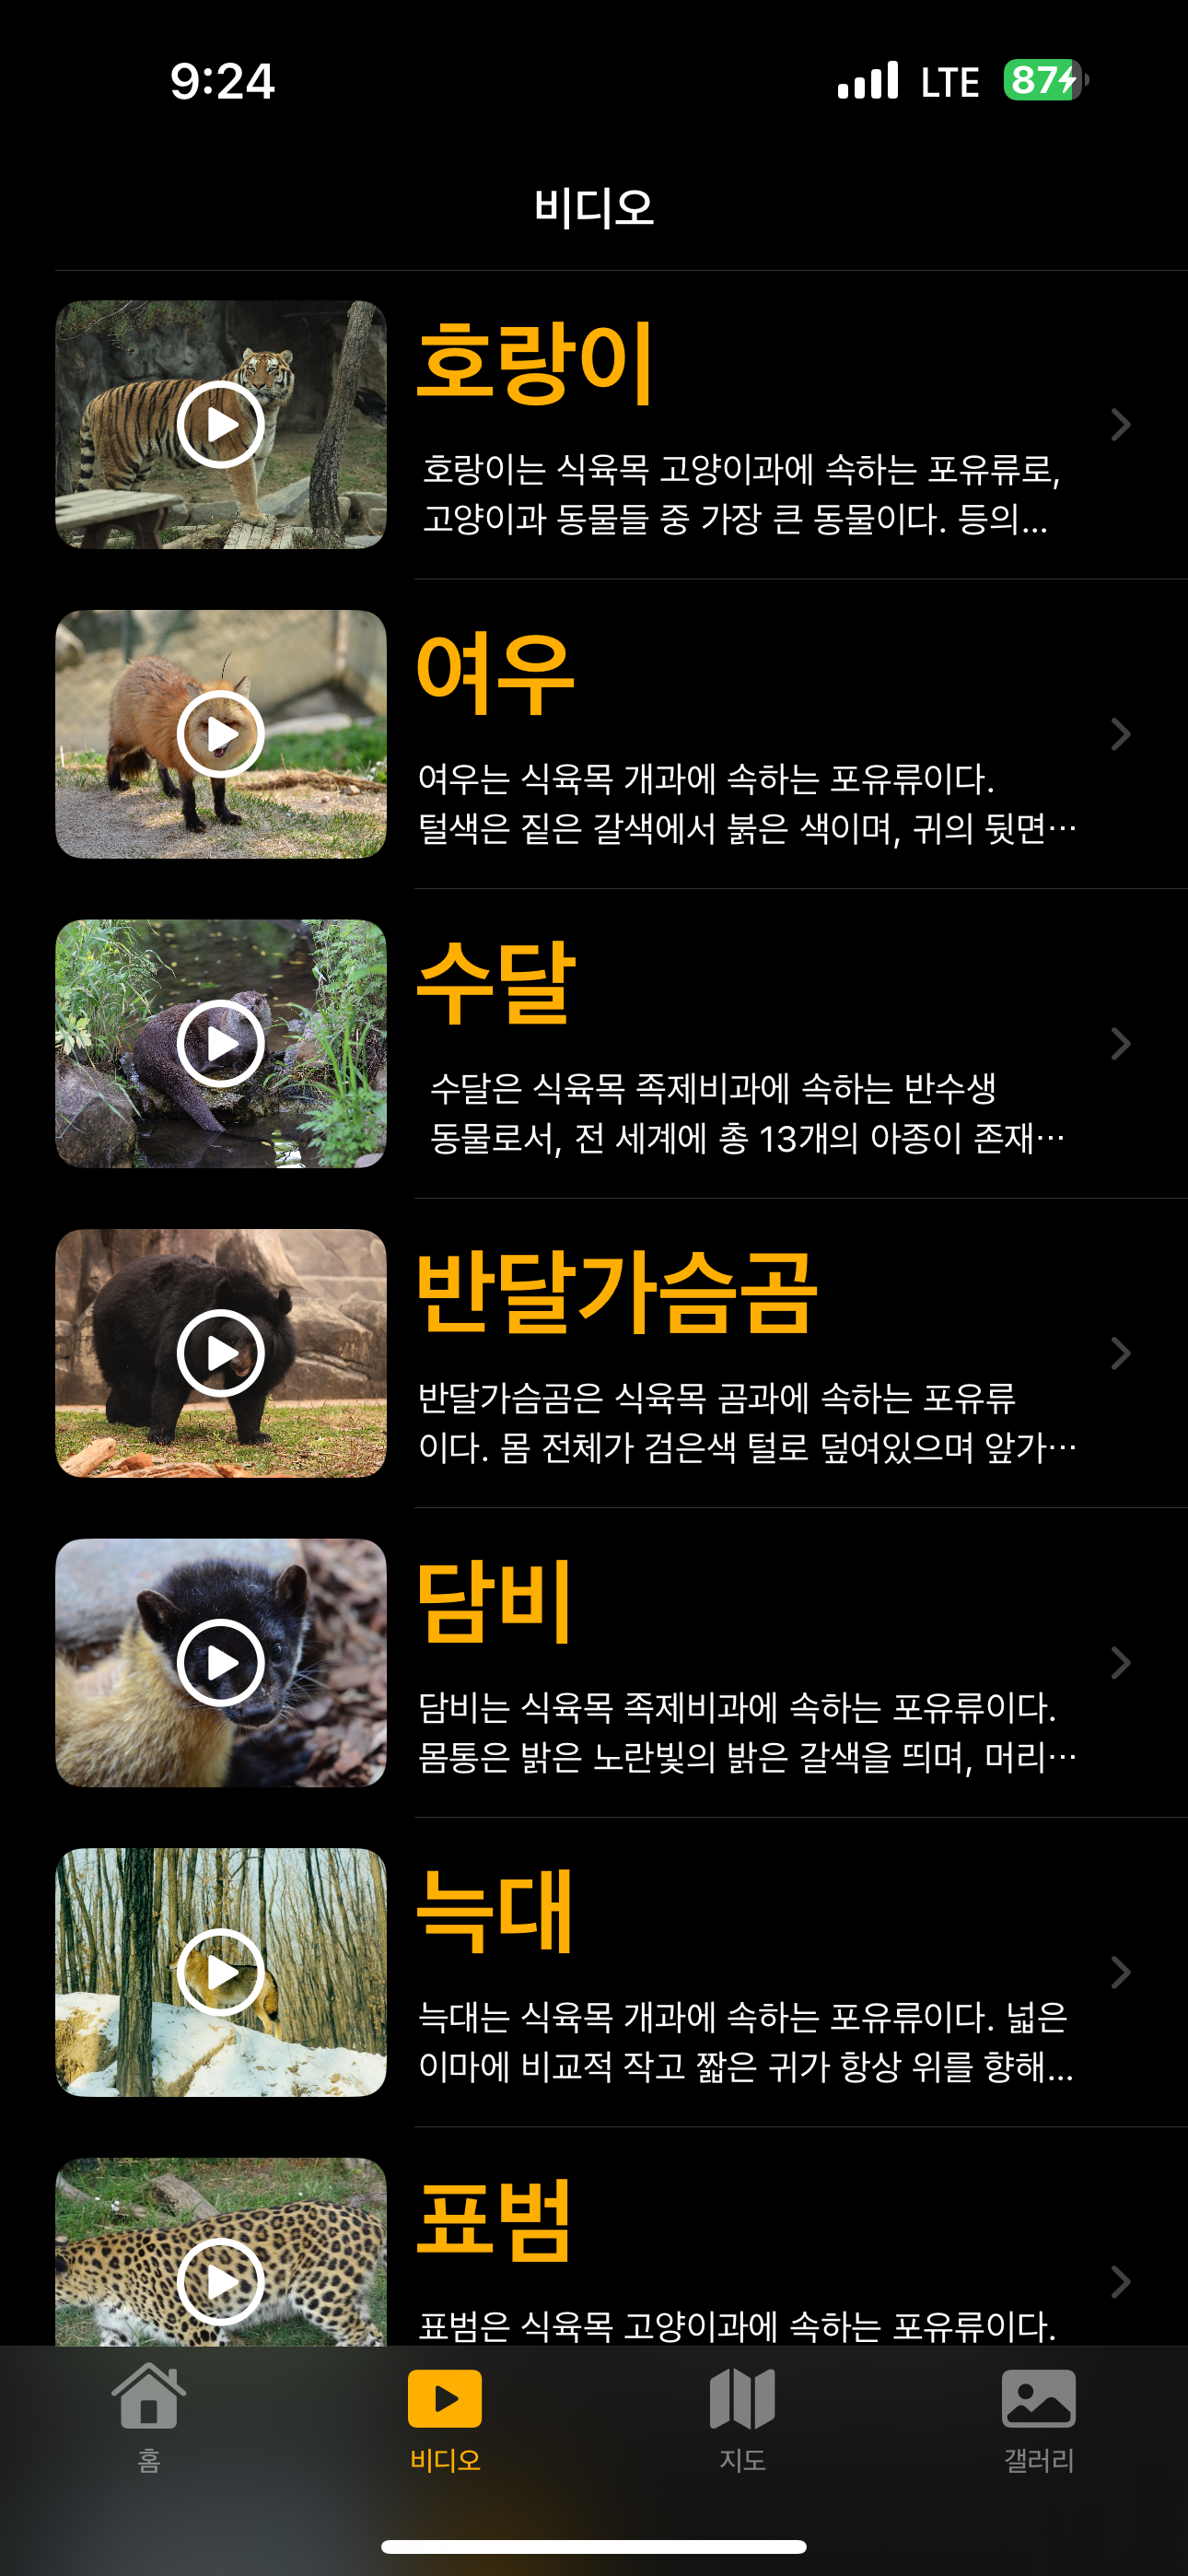 9:24
LTE
87
비디오
호랑이
호랑이는 식육목 고양이과에 속하는 포유류로,
고양이과 동물들 중 가장 큰 동물이다. 등의...
여우
여우는 식육목 개과에 속하는 포유류이다.
털색은 짙은 갈색에서 붉은 색이며, 귀의 뒷면…
수달
수달은 식육목 족제비과에 속하는 반수생
동물로서, 전 세계에 총 13개의 아종이 존재…
반달가슴곰
반달가슴곰은 식육목 곰과에 속하는 포유류
이다. 몸 전체가 검은색 털로 덮여있으며 앞가…
담비
담비는 식육목 족제비과에 속하는 포유류이다.
몸통은 밝은 노란빛의 밝은 갈색을 띄며, 머리…
늑대
늑대는 식육목 개과에 속하는 포유류이다. 넓은
이마에 비교적 작고 짧은 귀가 항상 위를 향해...
표범
표범은 식육목 고양이과에 속하는 포유류이다.
홈
비디오
지도
갤러리